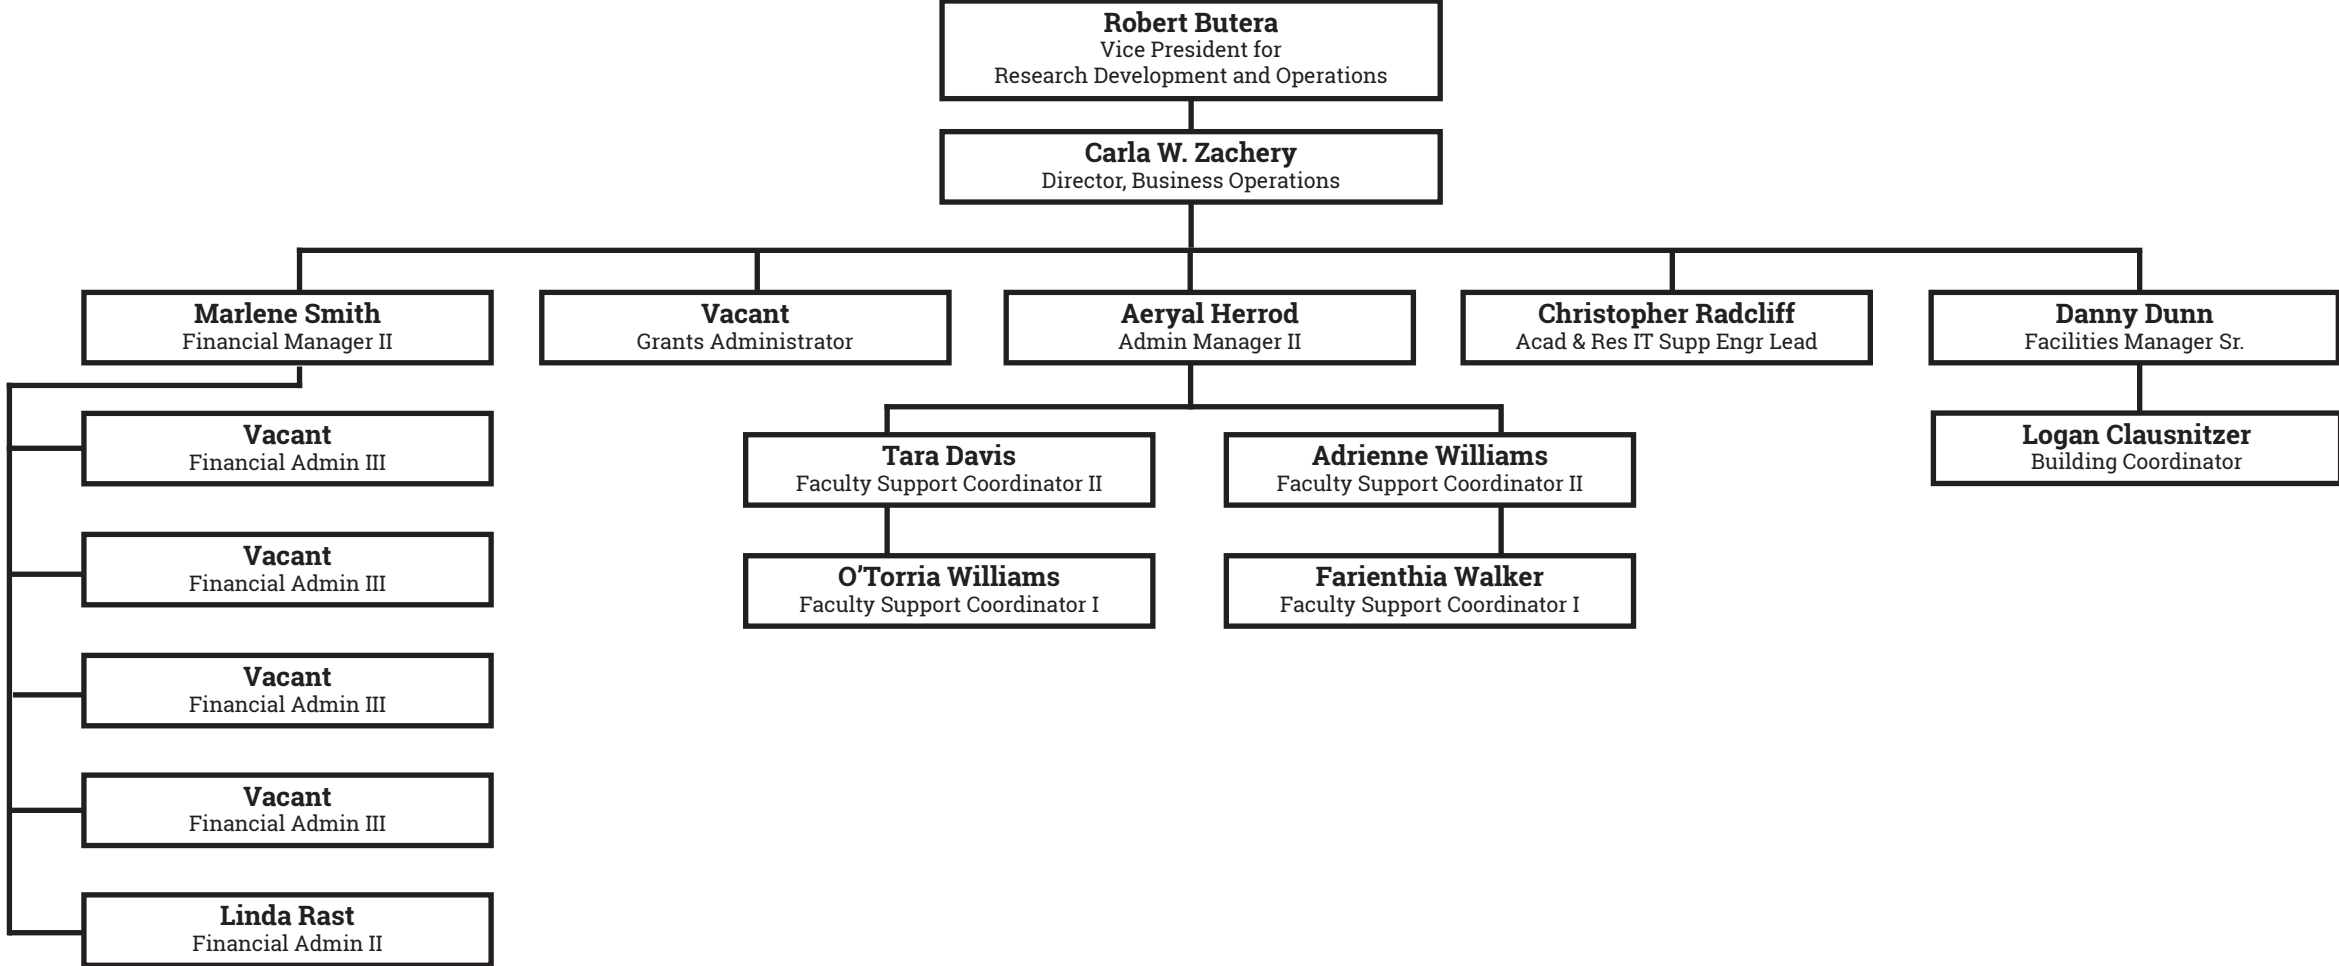 Robert Butera
Vice President for
Research Development and Operations
Carla W. Zachery
Director, Business Operations
Marlene Smith
Financial Manager II
Vacant
Grants Administrator
Aeryal Herrod
Admin Manager II
Christopher Radcliff
Acad & Res IT Supp Engr Lead
Danny Dunn
Facilities Manager Sr.
Vacant
Financial Admin III
Vacant
Financial Admin III
Vacant
Financial Admin III
Vacant
Financial Admin III
Linda Rast
Financial Admin II
Tara Davis
Faculty Support Coordinator II
O’Torria Williams
Faculty Support Coordinator I
Adrienne Williams
Faculty Support Coordinator II
Farienthia Walker
Faculty Support Coordinator I
Logan Clausnitzer
Building Coordinator